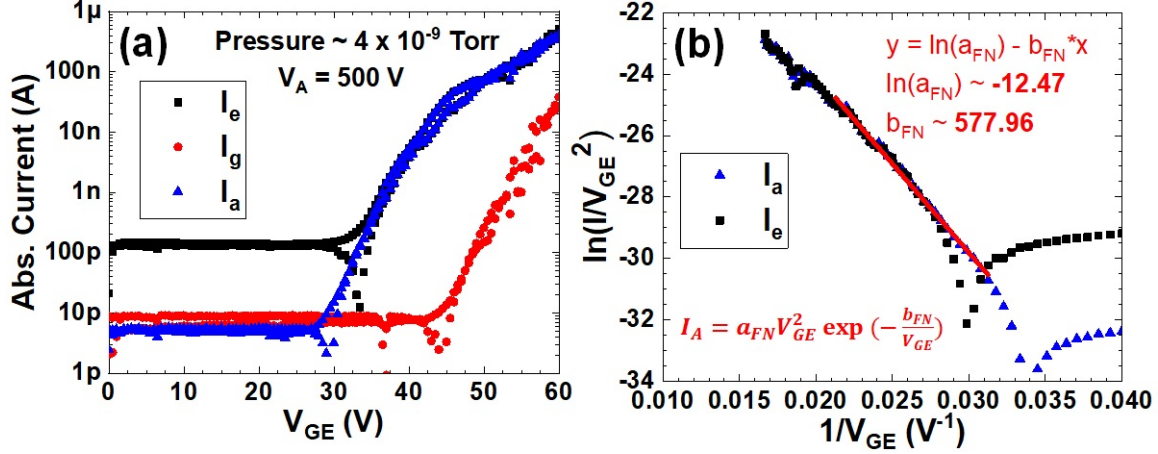 (a)
Pressure ~ 4 x 10⁻⁹ Torr
V_A = 500 V
I_e
I_g
I_a
Abs. Current (A)
1µ
100n
10n
1n
100p
10p
1p
0 10 20 30 40 50 60
V_GE (V)
(b)
y = ln(a_FN) - b_FN*x
ln(a_FN) ~ -12.47
b_FN ~ 577.96
I_a
I_e
I_A = a_FN V_GE² exp (- b_FN / V_GE)
ln(I/V_GE²)
-22
-24
-26
-28
-30
-32
-34
0.010 0.015 0.020 0.025 0.030 0.035 0.040
1/V_GE (V⁻¹)